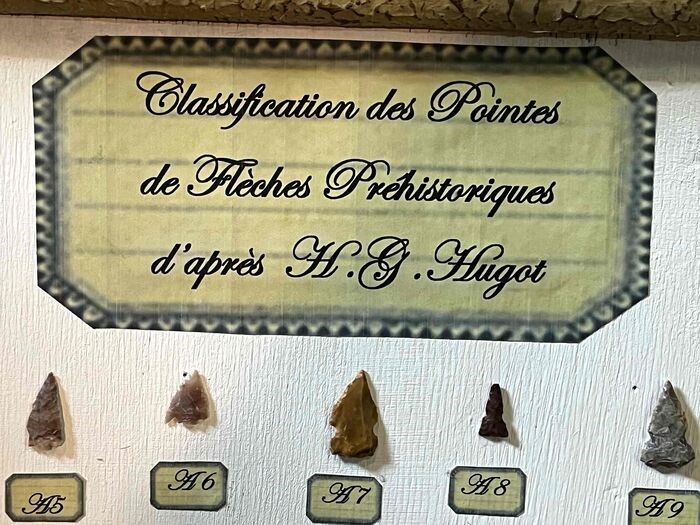 Classification des Pointes
de Flèches Préhistoriques
d'après H.G.Hugot
A5
A6
A7
A8
A9